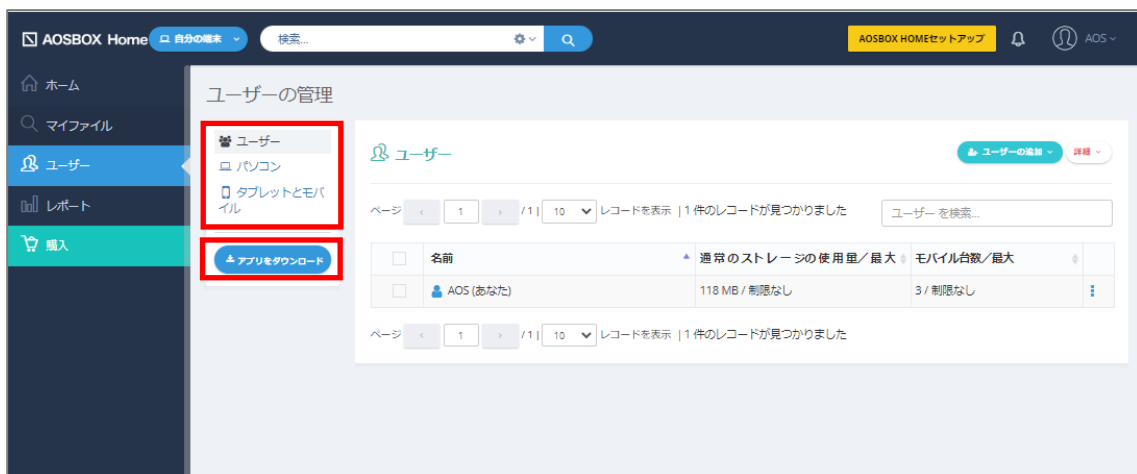 AOSBOX Home 自分の端末 検索... AOSBOX HOMEセットアップ AOS
ホーム
マイファイル
ユーザー
レポート
購入
ユーザーの管理
ユーザー
パソコン
タブレットとモバ
イル
アプリをダウンロード
ユーザー ユーザーの追加 詳細
ページ ‹ 1 › / 1 | 10 レコードを表示 | 1 件のレコードが見つかりました ユーザー を検索...
名前 通常のストレージの使用量／最大 モバイル台数／最大
AOS (あなた) 118 MB / 制限なし 3 / 制限なし
ページ ‹ 1 › / 1 | 10 レコードを表示 | 1 件のレコードが見つかりました